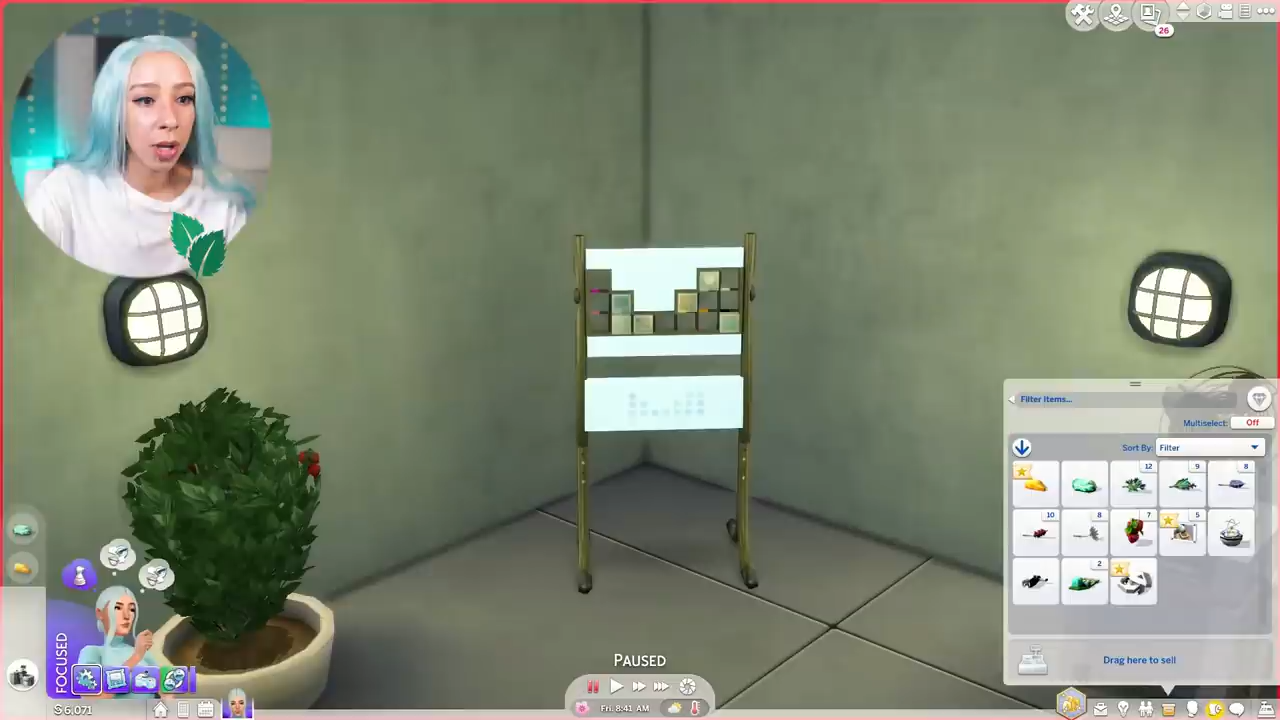 26
Filter Items...
Multiselect: Off
Sort By: Filter
12
9
8
10
8
7
5
2
Drag here to sell
FOCUSED
PAUSED
Fri. 8:41 AM
§6,071